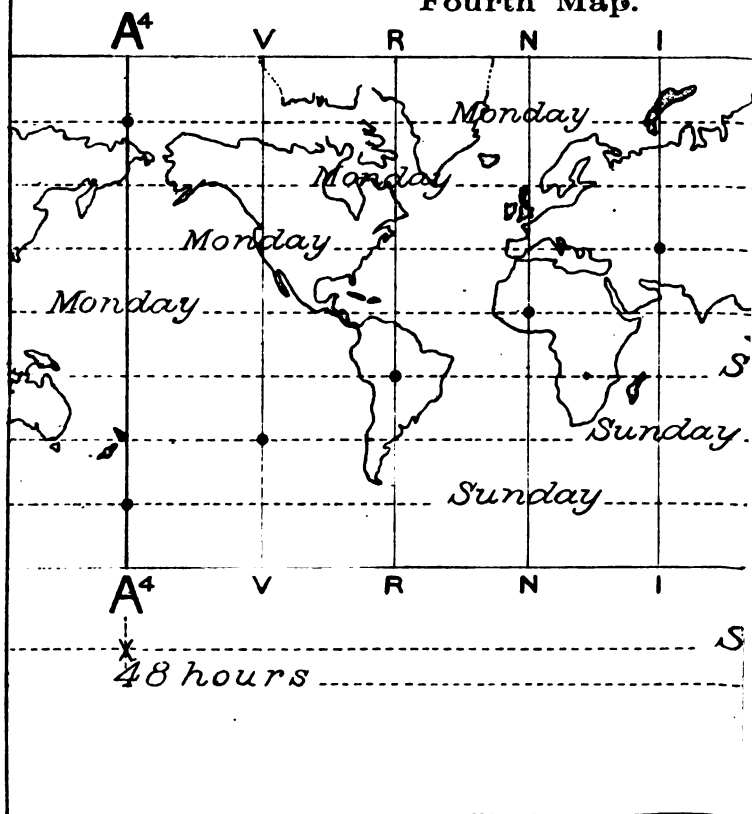 Fourth Map.
A⁴ V R N I
Monday
Monday
Monday
Monday
S
Sunday
Sunday
A⁴ V R N I
S
48 hours